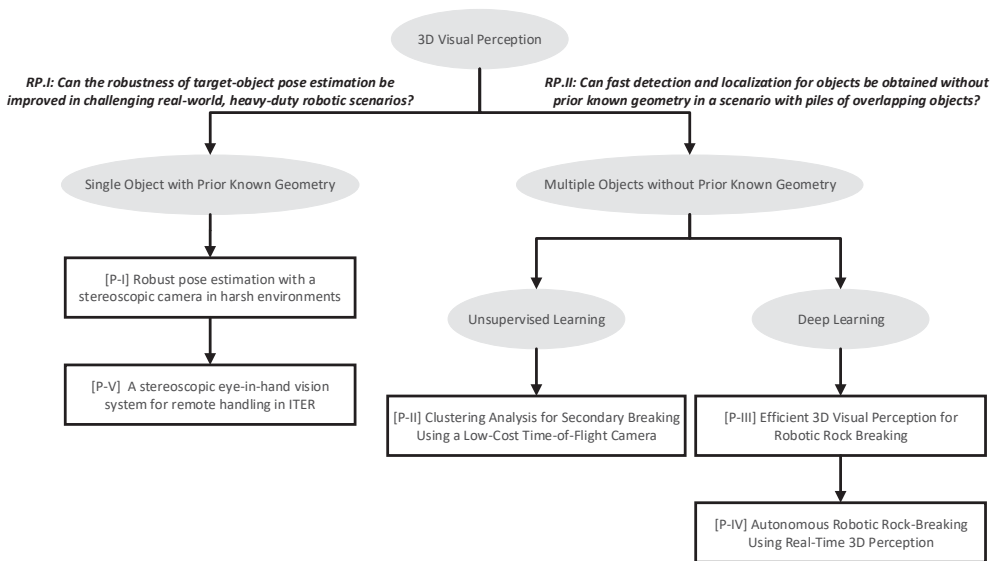 3D Visual Perception
RP.I: Can the robustness of target-object pose estimation be
improved in challenging real-world, heavy-duty robotic scenarios?
RP.II: Can fast detection and localization for objects be obtained without
prior known geometry in a scenario with piles of overlapping objects?
Single Object with Prior Known Geometry
Multiple Objects without Prior Known Geometry
[P-I] Robust pose estimation with a
stereoscopic camera in harsh environments
Unsupervised Learning
Deep Learning
[P-V] A stereoscopic eye-in-hand vision
system for remote handling in ITER
[P-II] Clustering Analysis for Secondary Breaking
Using a Low-Cost Time-of-Flight Camera
[P-III] Efficient 3D Visual Perception for
Robotic Rock Breaking
[P-IV] Autonomous Robotic Rock-Breaking
Using Real-Time 3D Perception